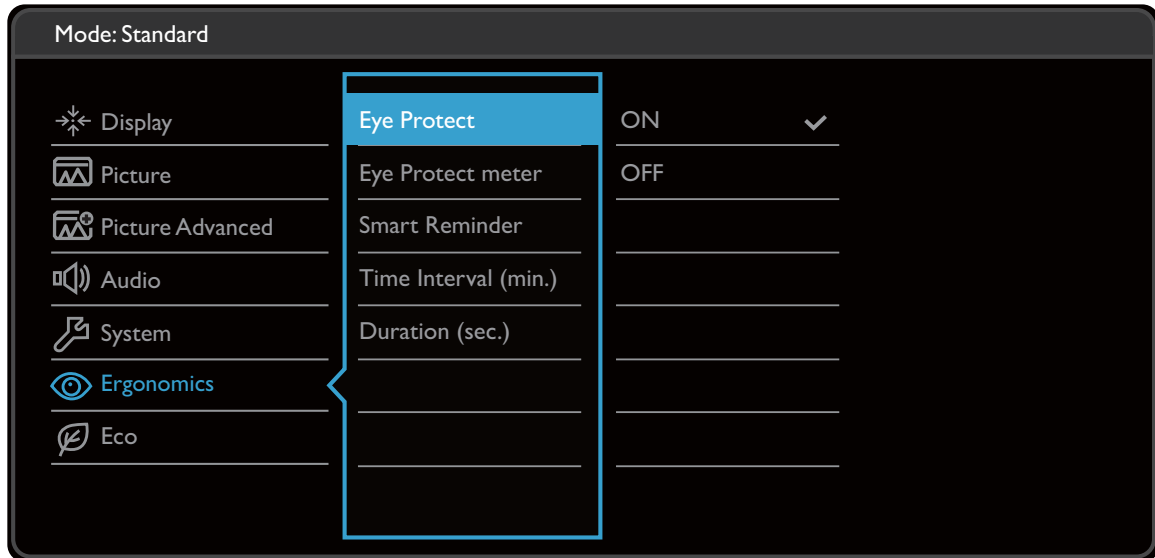 Mode: Standard
Display
Picture
Picture Advanced
Audio
System
Ergonomics
Eco
Eye Protect
Eye Protect meter
Smart Reminder
Time Interval (min.)
Duration (sec.)
ON
OFF